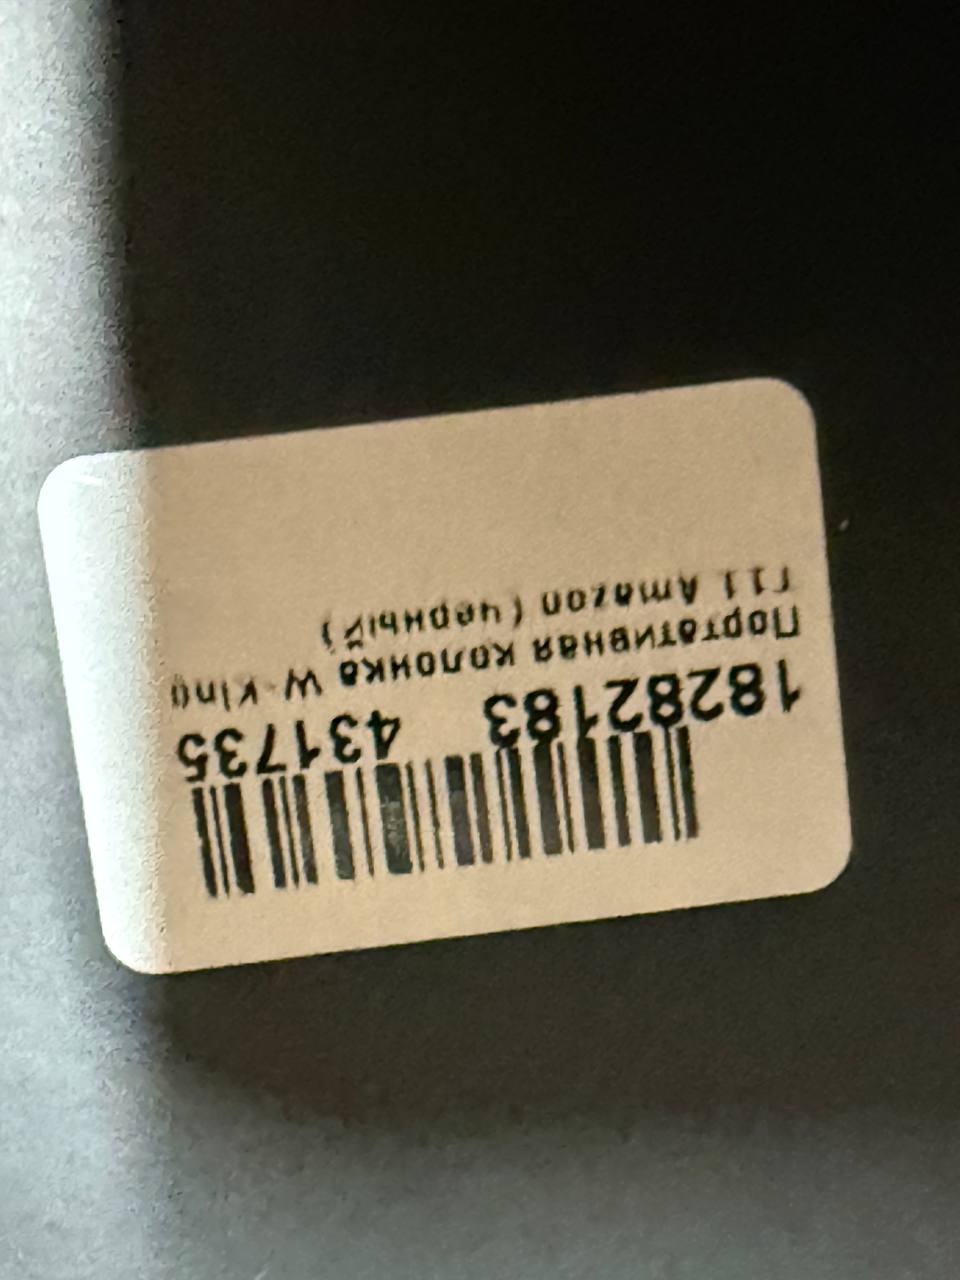 18282183 431735
Портативная колонка W-King
T11 Amazon (черный)